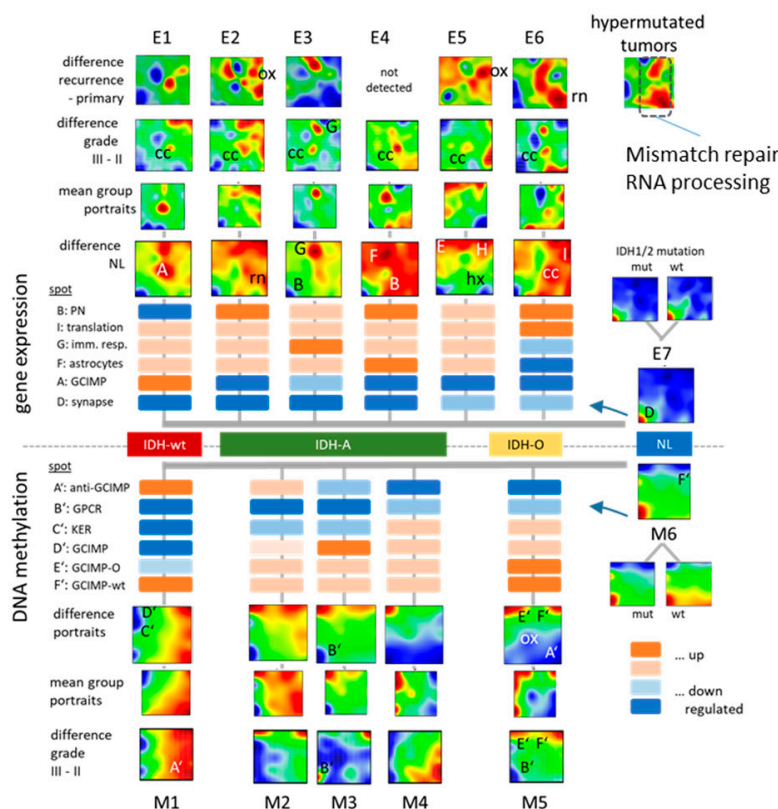 E1 E2 E3 E4 E5 E6
hypermutated
tumors
difference
recurrence
- primary
ox
not
detected
ox
rn
difference
grade
III - II
cc
cc
cc
G
cc
cc
cc
Mismatch repair
RNA processing
mean group
portraits
difference
NL
A
rn
G
B
F
B
E
H
hx
I
cc
IDH1/2 mutation
mut wt
gene expression
spot
B: PN
I: translation
G: imm. resp.
F: astrocytes
A: GCIMP
D: synapse
E7
D
IDH-wt IDH-A IDH-O NL
DNA methylation
spot
A‘: anti-GCIMP
B‘: GPCR
C‘: KER
D‘: GCIMP
E‘: GCIMP-O
F‘: GCIMP-wt
F‘
M6
mut wt
difference
portraits
D‘
C‘
B‘
E‘ F‘
ox
A‘
... up
... down
regulated
mean group
portraits
difference
grade
III - II
A‘
B‘
E‘ F‘
B‘
M1 M2 M3 M4 M5